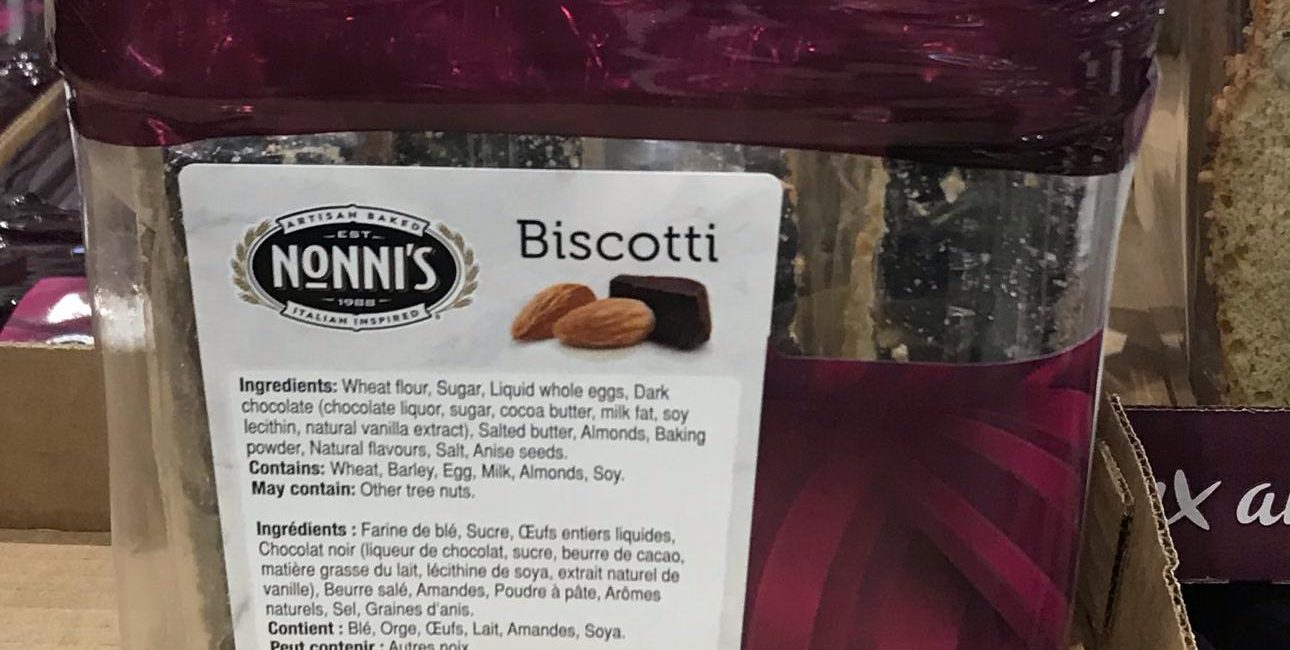 ARTISAN BAKED
EST.
NONNI'S
1988
ITALIAN INSPIRED
Biscotti
Ingredients: Wheat flour, Sugar, Liquid whole eggs, Dark
chocolate (chocolate liquor, sugar, cocoa butter, milk fat, soy
lecithin, natural vanilla extract), Salted butter, Almonds, Baking
powder, Natural flavours, Salt, Anise seeds.
Contains: Wheat, Barley, Egg, Milk, Almonds, Soy.
May contain: Other tree nuts.
Ingrédients : Farine de blé, Sucre, Œufs entiers liquides,
Chocolat noir (liqueur de chocolat, sucre, beurre de cacao,
matière grasse du lait, lécithine de soya, extrait naturel de
vanille), Beurre salé, Amandes, Poudre à pâte, Arômes
naturels, Sel, Graines d'anis.
Contient : Blé, Orge, Œufs, Lait, Amandes, Soya.
Peut contenir : Autres noix